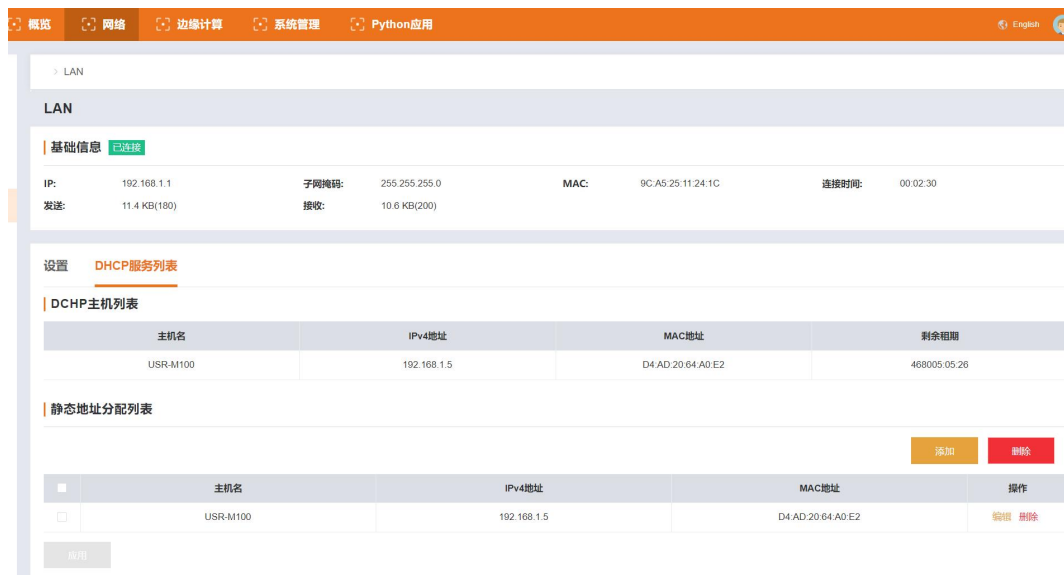 概览 网络 边缘计算 系统管理 Python应用 English
> LAN
LAN
基础信息 已连接
IP: 192.168.1.1 子网掩码: 255.255.255.0 MAC: 9C:A5:25:11:24:1C 连接时间: 00:02:30
发送: 11.4 KB(180) 接收: 10.6 KB(200)
设置 DHCP服务列表
DCHP主机列表
主机名 IPv4地址 MAC地址 剩余租期
USR-M100 192.168.1.5 D4:AD:20:64:A0:E2 468005:05:26
静态地址分配列表
添加 删除
主机名 IPv4地址 MAC地址 操作
USR-M100 192.168.1.5 D4:AD:20:64:A0:E2 编辑 删除
应用